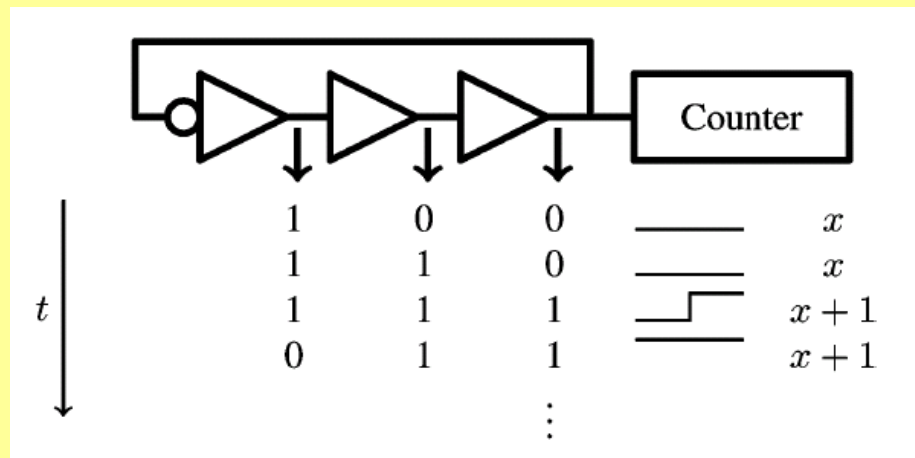 Counter
1 0 0 x
1 1 0 x
t 1 1 1 x + 1
0 1 1 x + 1
⋮